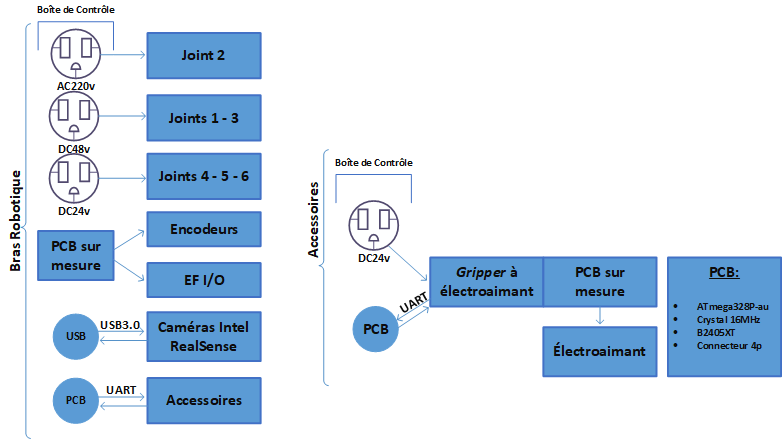 Bras Robotique
Boîte de Contrôle
AC220v
Joint 2
DC48v
Joints 1 - 3
DC24v
Joints 4 - 5 - 6
PCB sur
mesure
Encodeurs
EF I/O
USB
USB3.0
Caméras Intel
RealSense
PCB
UART
Accessoires
Accessoires
Boîte de Contrôle
DC24v
Gripper à
électroaimant
PCB sur
mesure
UART
PCB
Électroaimant
PCB:
• ATmega328P-au
• Crystal 16MHz
• B2405XT
• Connecteur 4p